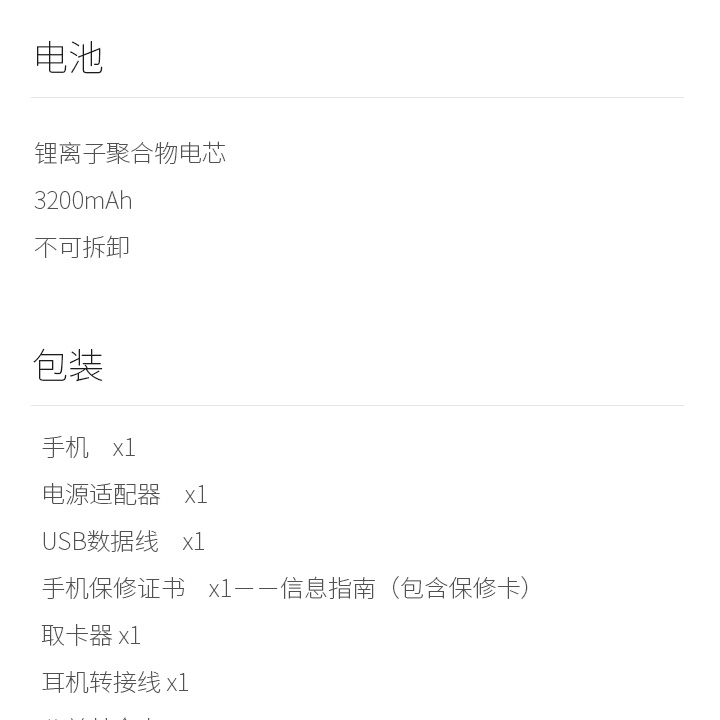 电池
锂离子聚合物电芯
3200mAh
不可拆卸
包装
手机 x1
电源适配器 x1
USB数据线 x1
手机保修证书 x1——信息指南（包含保修卡）
取卡器 x1
耳机转接线 x1